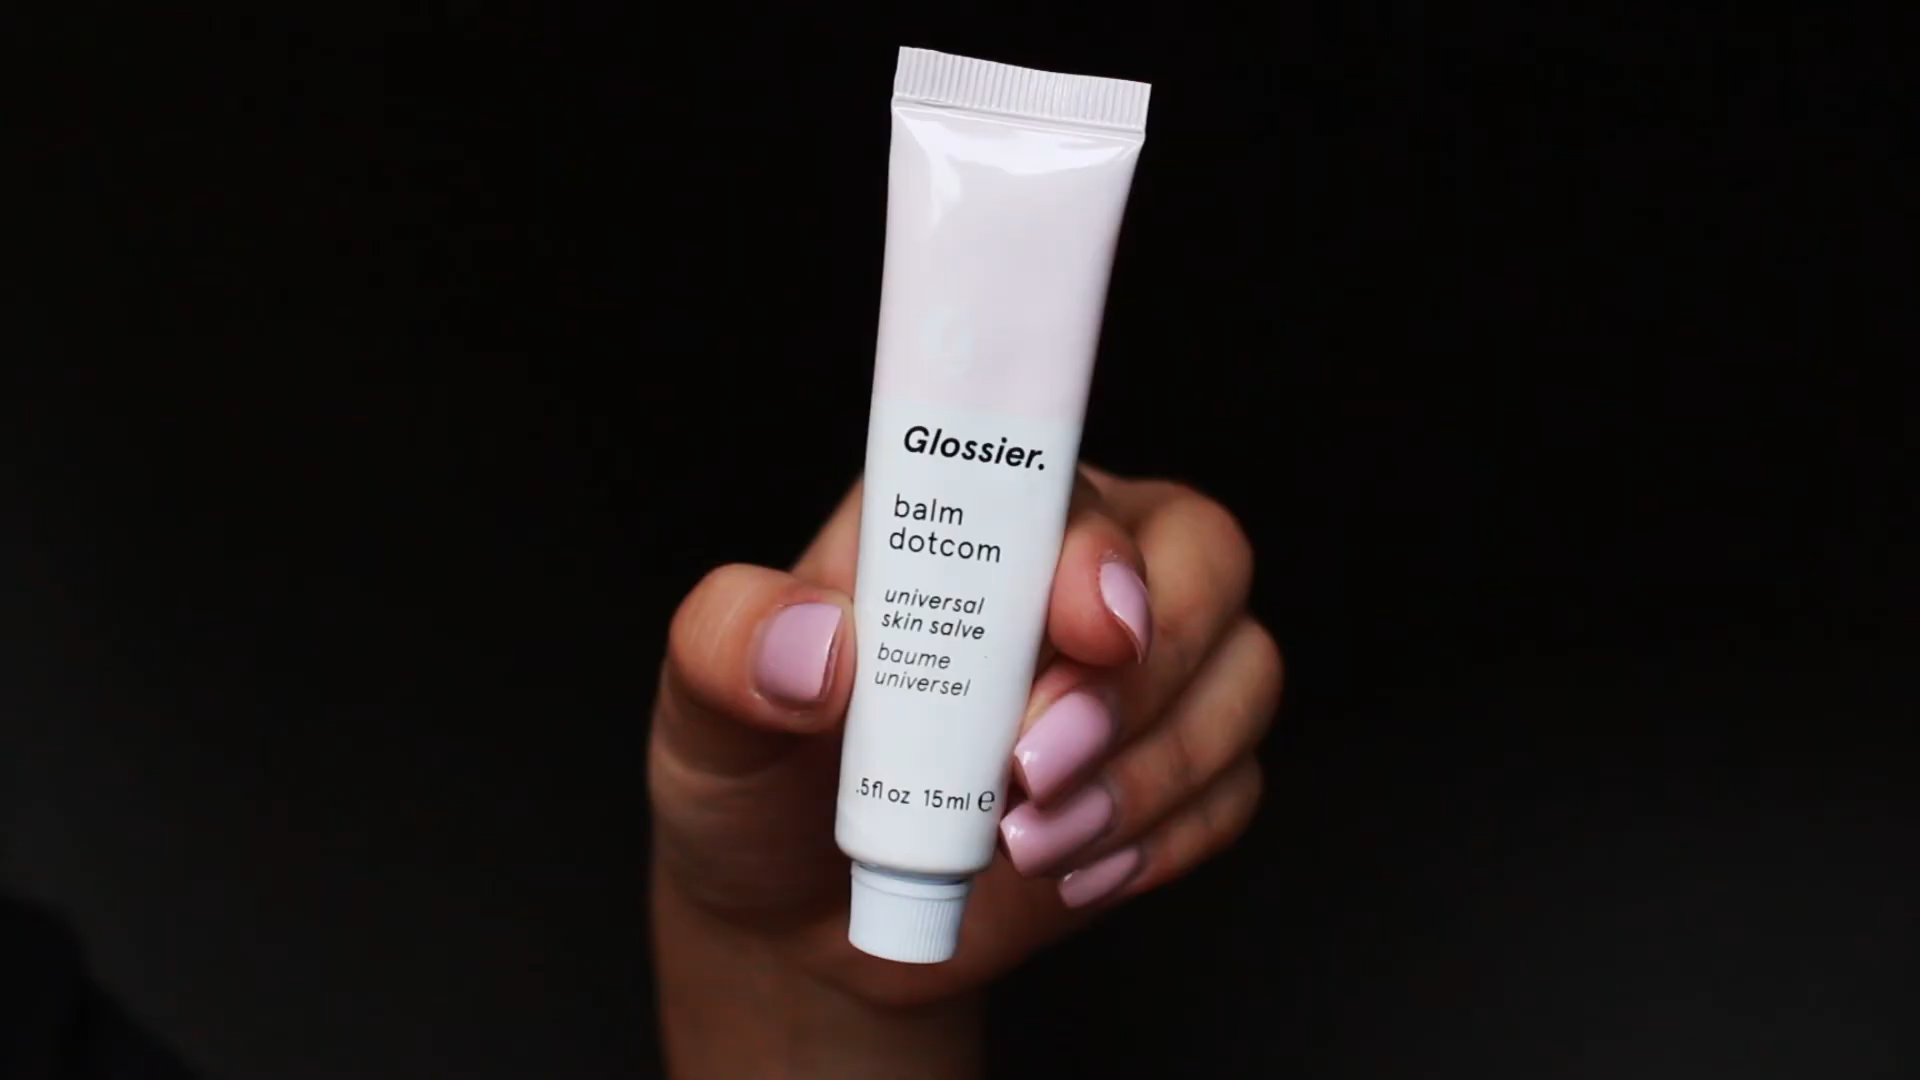 Glossier.
balm
dotcom
universal
skin salve
baume
universel
.5fl oz 15ml ℮